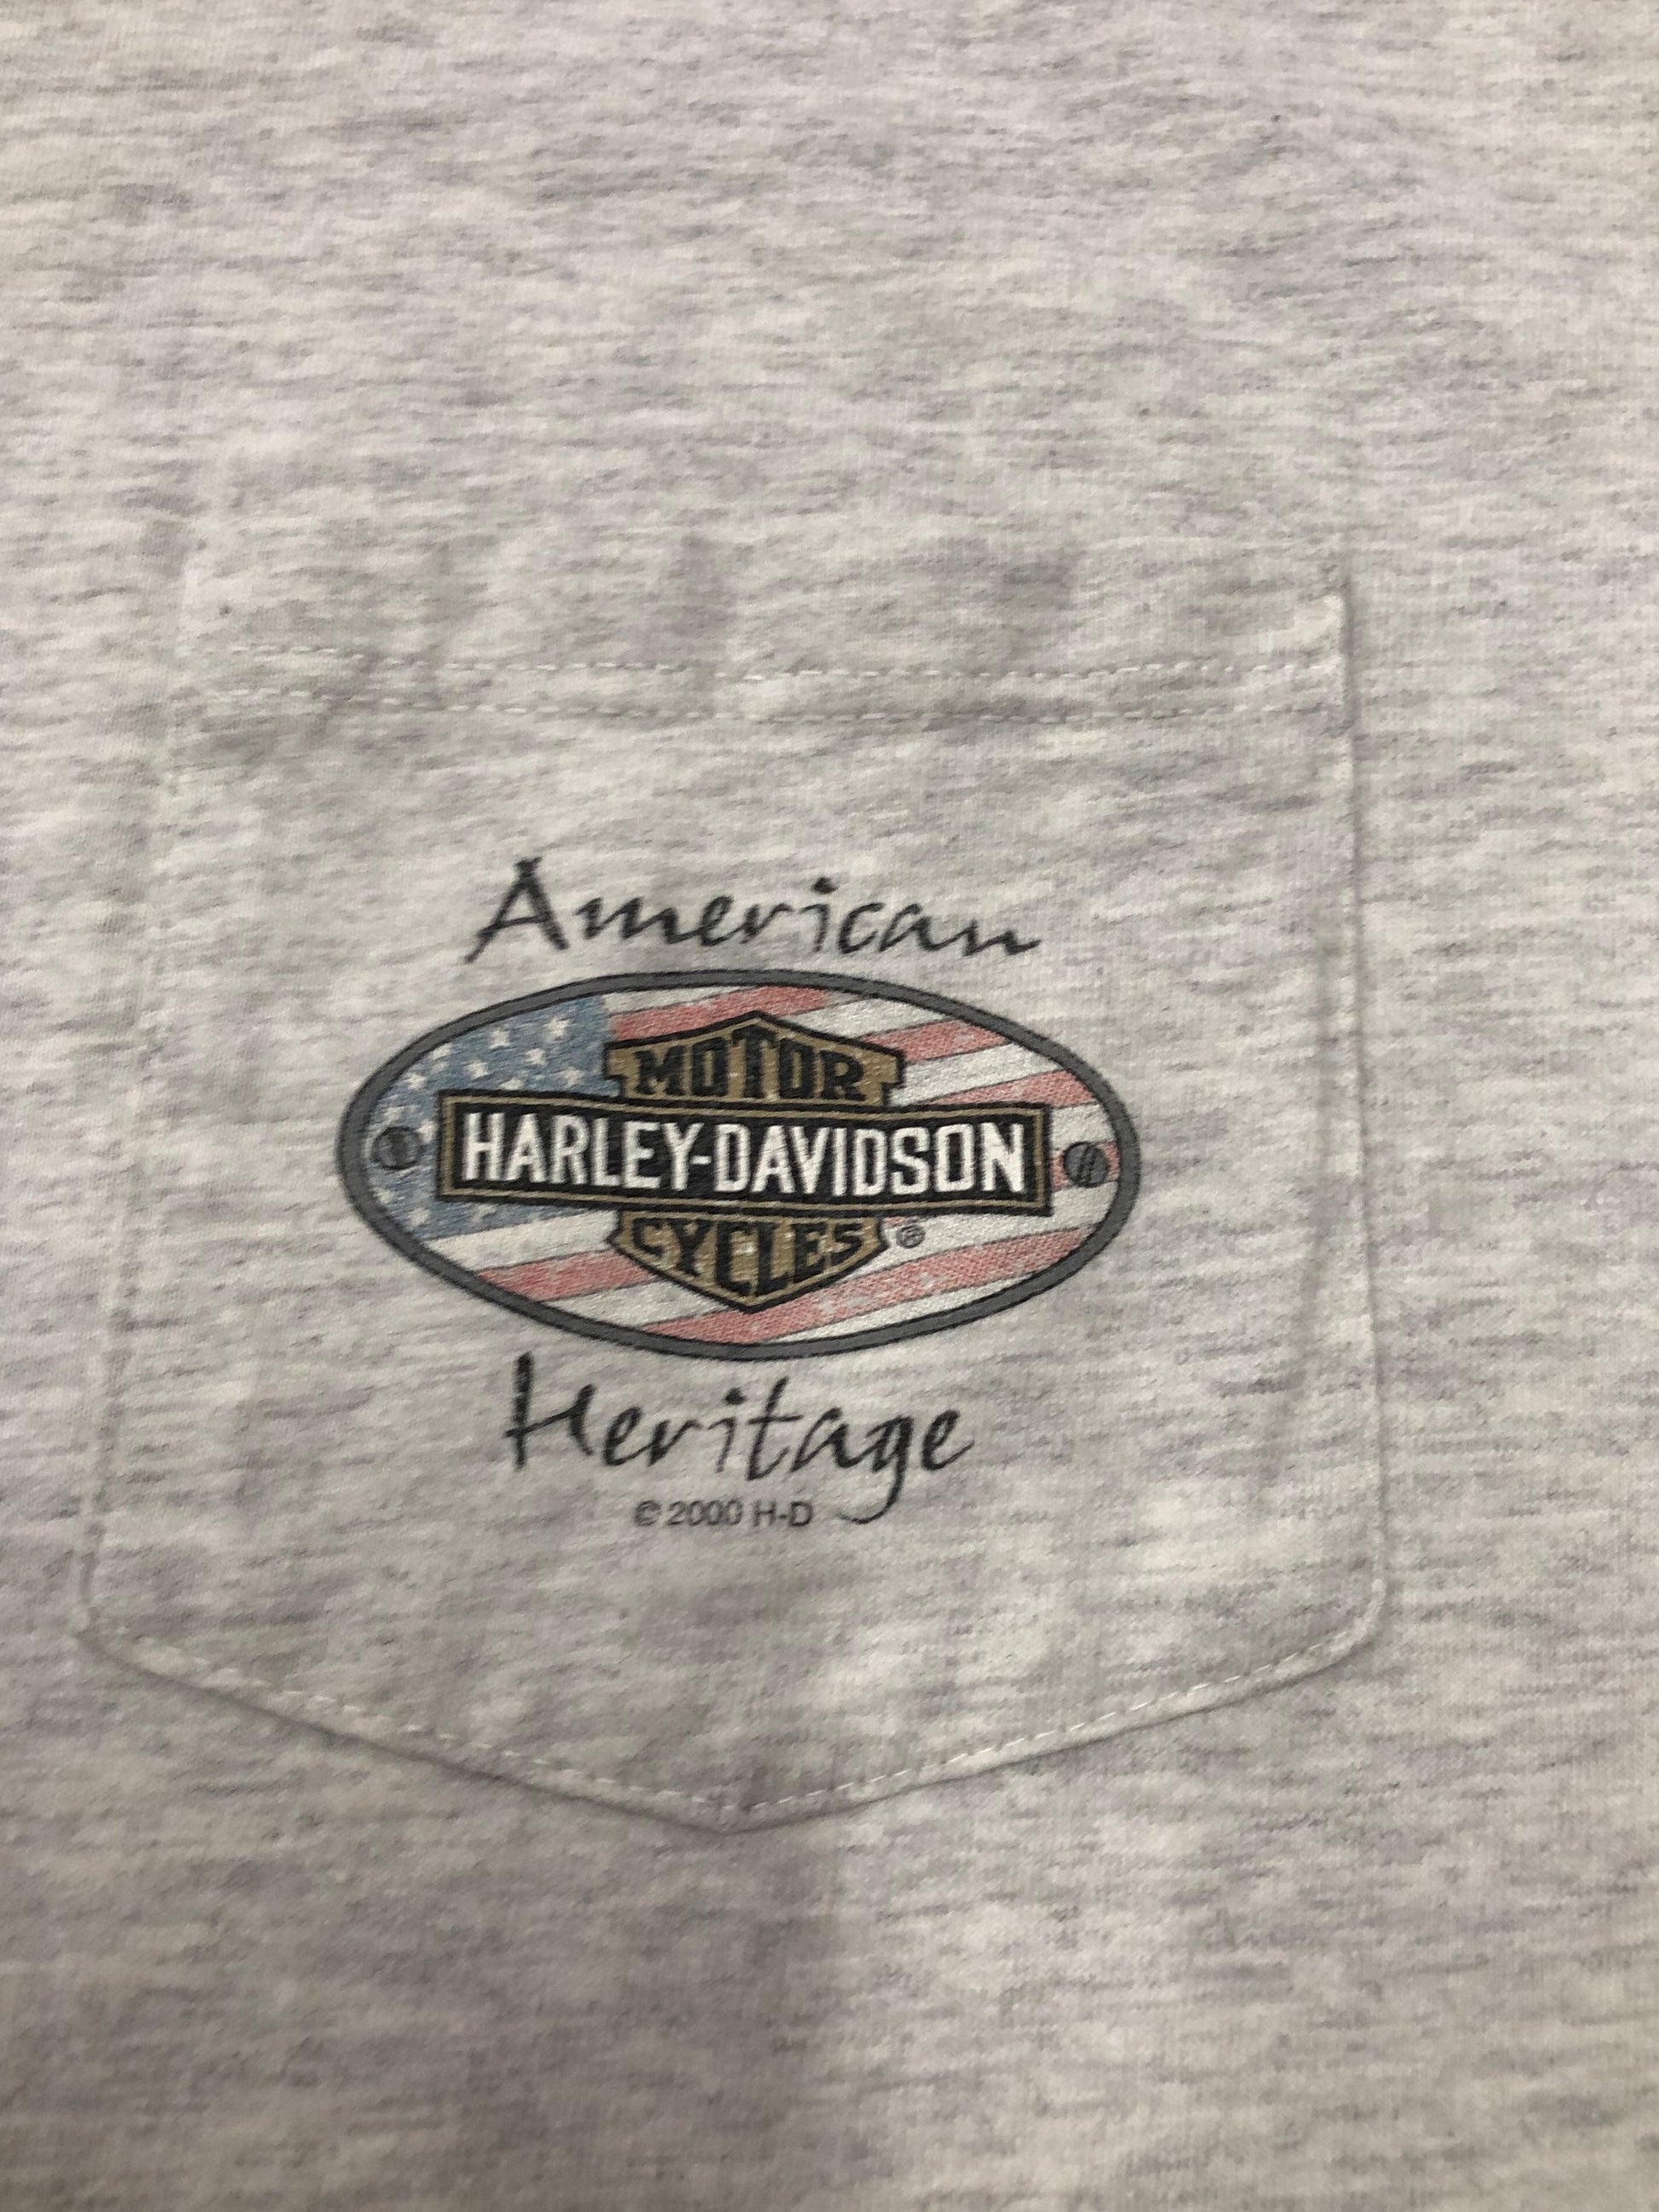 American
MOTOR
HARLEY-DAVIDSON
CYCLES®
Heritage
©2000 H-D